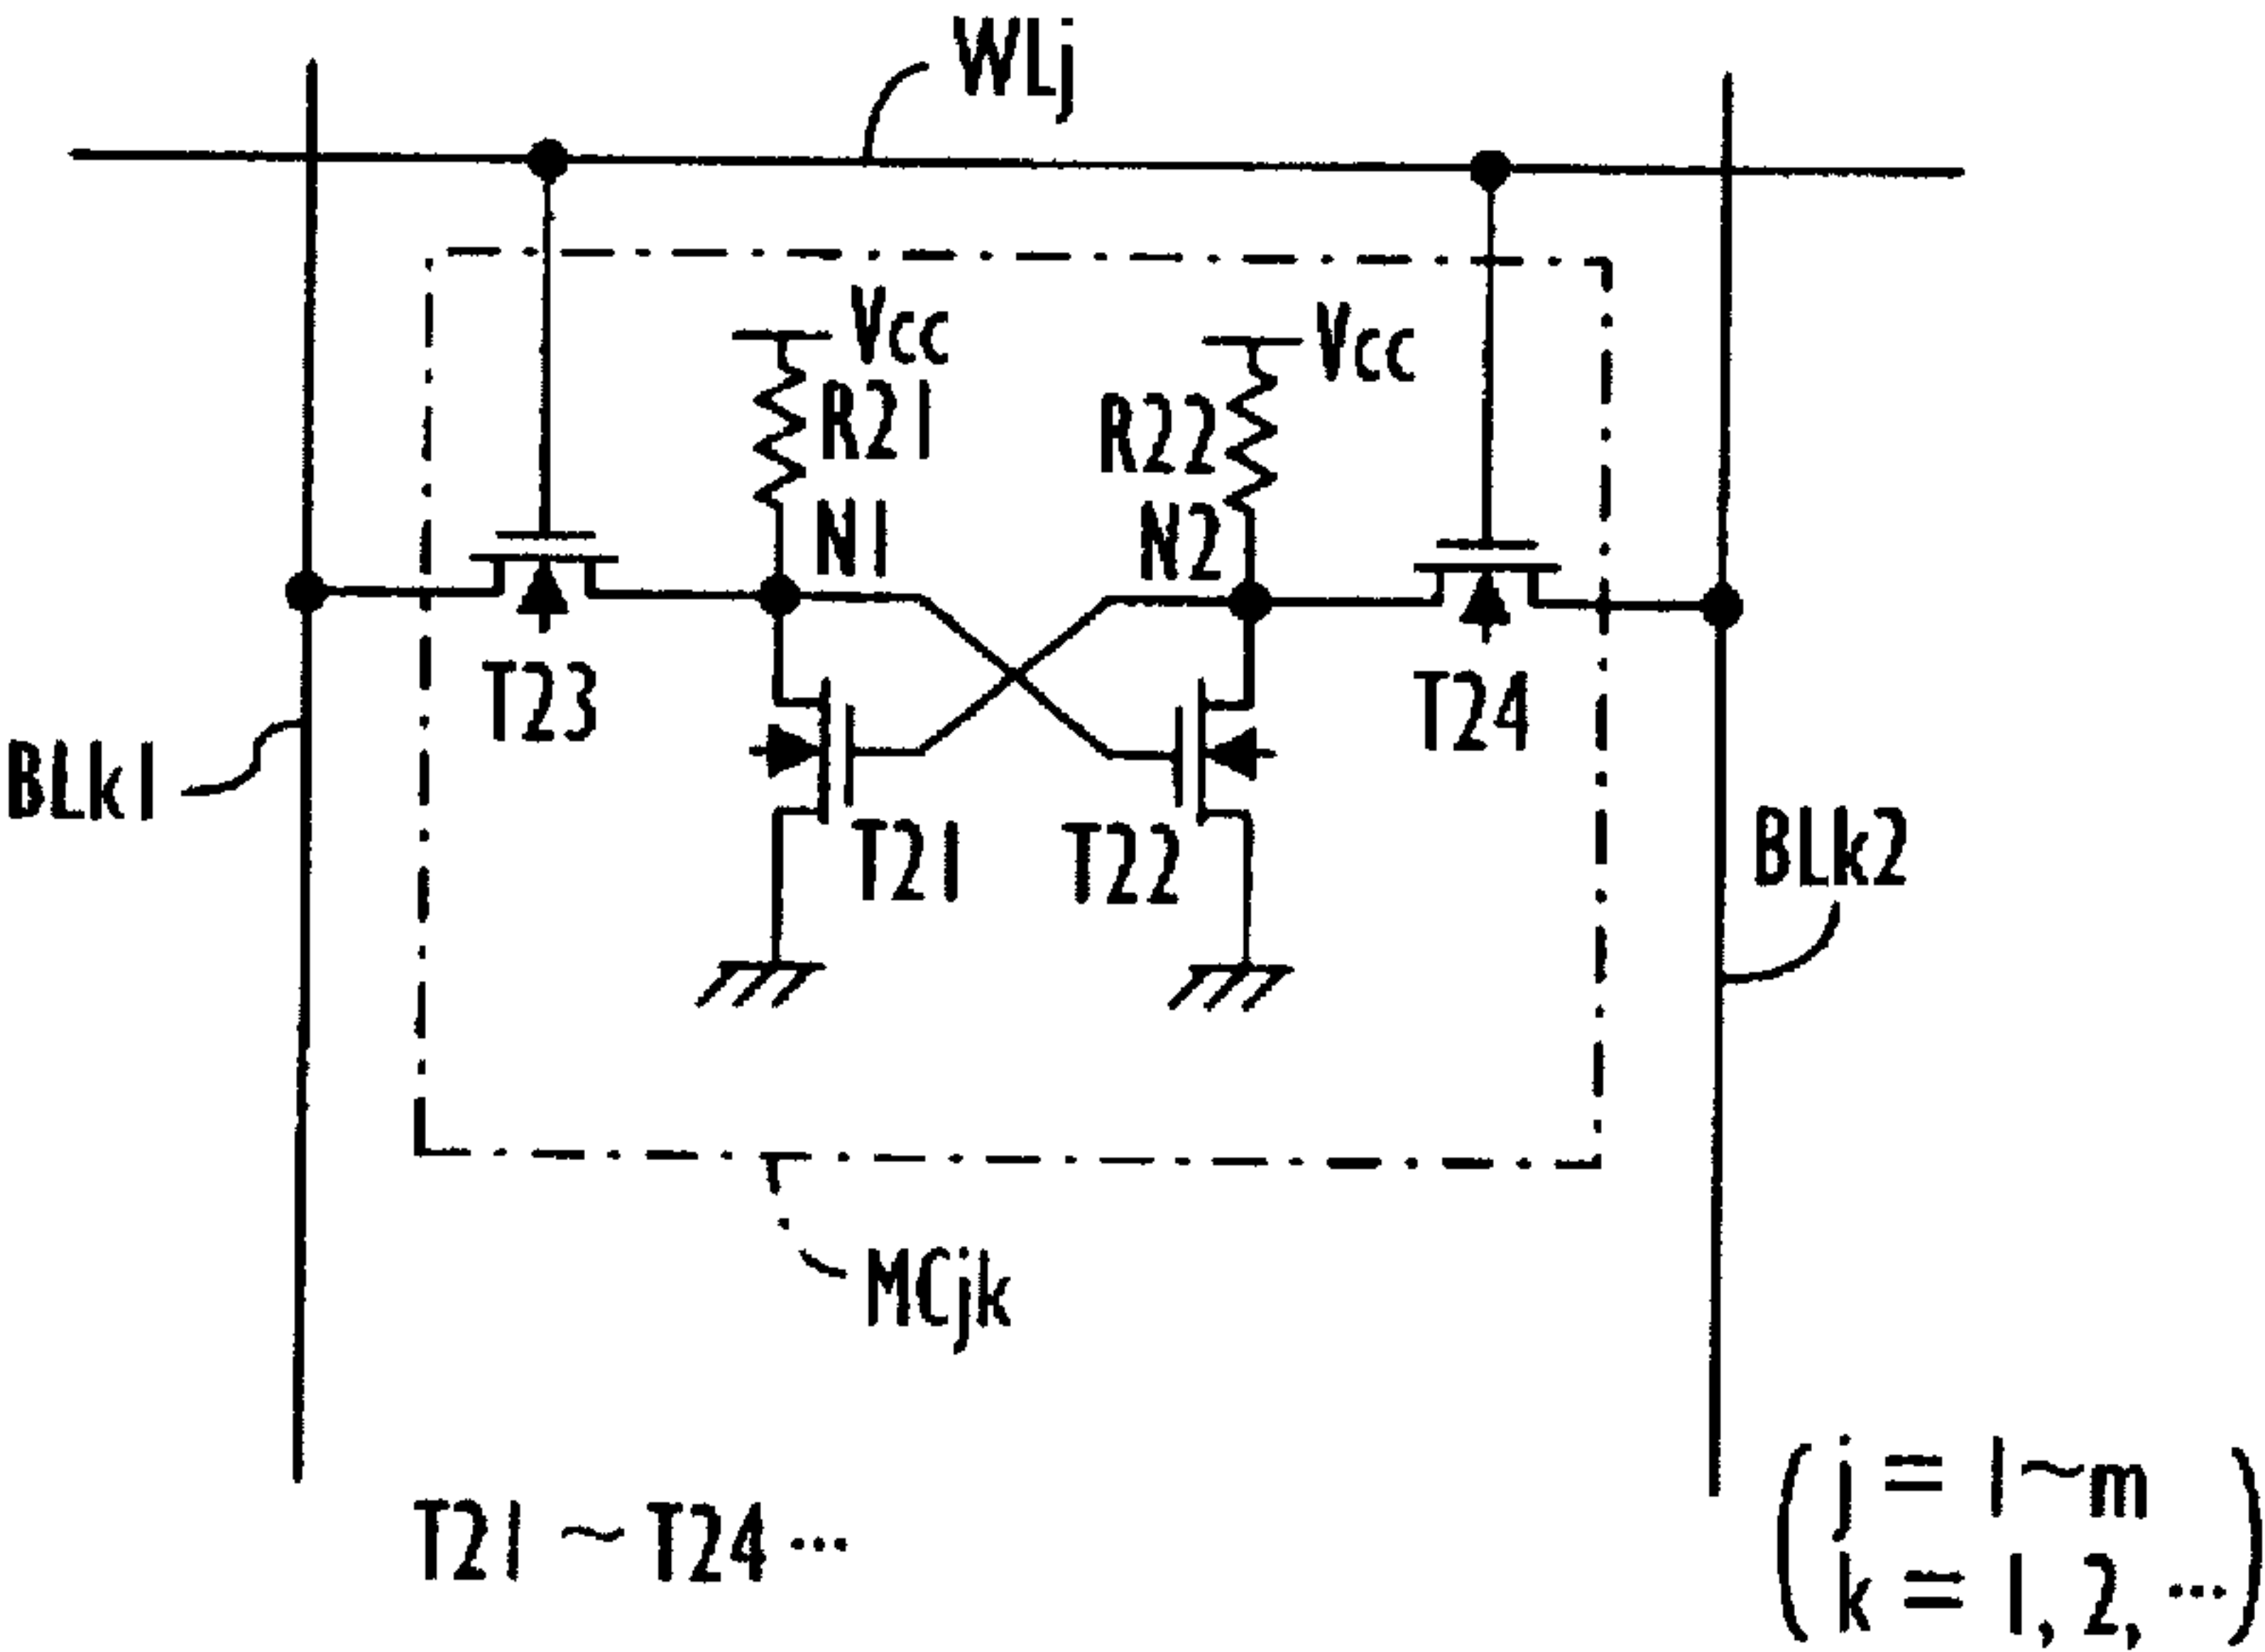 WLj
Vcc
Vcc
R21
R22
N1
N2
T23
T24
BLk1
BLk2
T21
T22
MCjk
T21 ~ T24 ···
( j = 1~m
k = 1, 2, ··· )